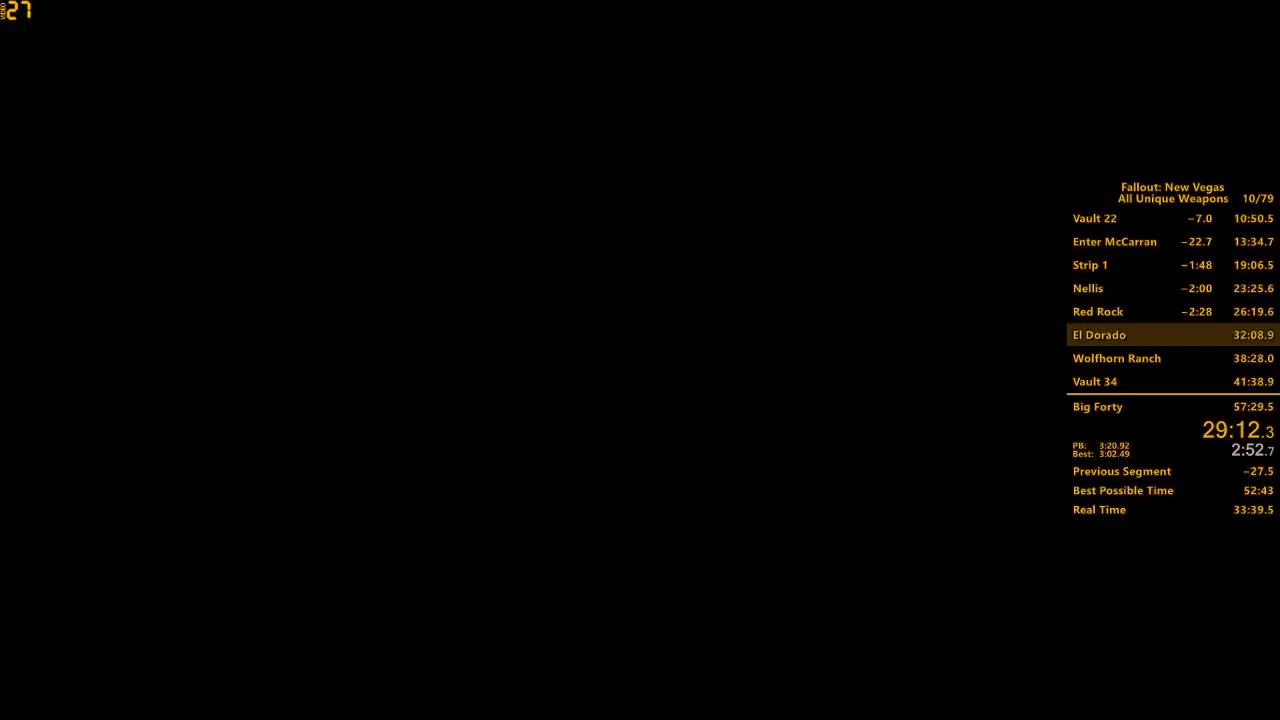 VIDEO 27
Fallout: New Vegas
All Unique Weapons 10/79
Vault 22 −7.0 10:50.5
Enter McCarran −22.7 13:34.7
Strip 1 −1:48 19:06.5
Nellis −2:00 23:25.6
Red Rock −2:28 26:19.6
El Dorado 32:08.9
Wolfhorn Ranch 38:28.0
Vault 34 41:38.9
Big Forty 57:29.5
29:12.3
PB: 3:20.92
Best: 3:02.49
2:52.7
Previous Segment −27.5
Best Possible Time 52:43
Real Time 33:39.5